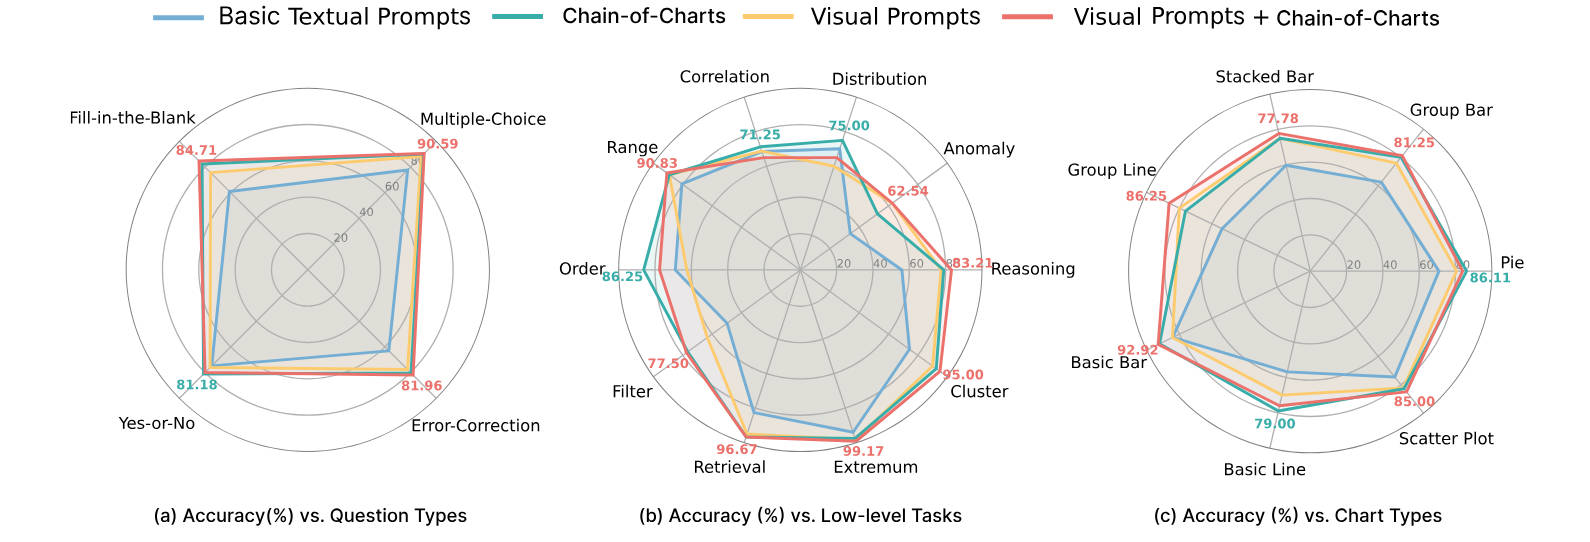 Basic Textual Prompts Chain-of-Charts Visual Prompts Visual Prompts + Chain-of-Charts
Fill-in-the-Blank
Multiple-Choice
84.71
90.59
8
60
40
20
81.18
81.96
Yes-or-No
Error-Correction
(a) Accuracy(%) vs. Question Types
Correlation
Distribution
71.25
75.00
Range
90.83
Anomaly
62.54
Order
86.25
20 40 60 8
83.21
Reasoning
77.50
95.00
Filter
Cluster
96.67
99.17
Retrieval
Extremum
(b) Accuracy (%) vs. Low-level Tasks
Stacked Bar
Group Bar
77.78
81.25
Group Line
86.25
Pie
20 40 60 80
86.11
92.92
Basic Bar
85.00
79.00
Scatter Plot
Basic Line
(c) Accuracy (%) vs. Chart Types